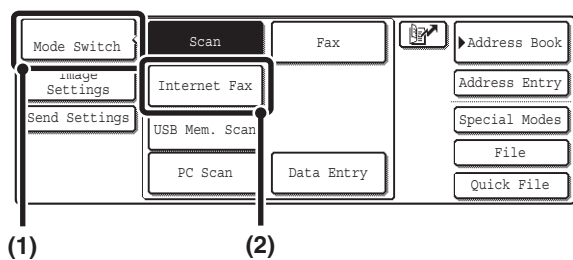 Mode Switch
Scan
Fax
Address Book
Image
Settings
Internet Fax
Address Entry
Send Settings
USB Mem. Scan
Special Modes
File
PC Scan
Data Entry
Quick File
(1)
(2)